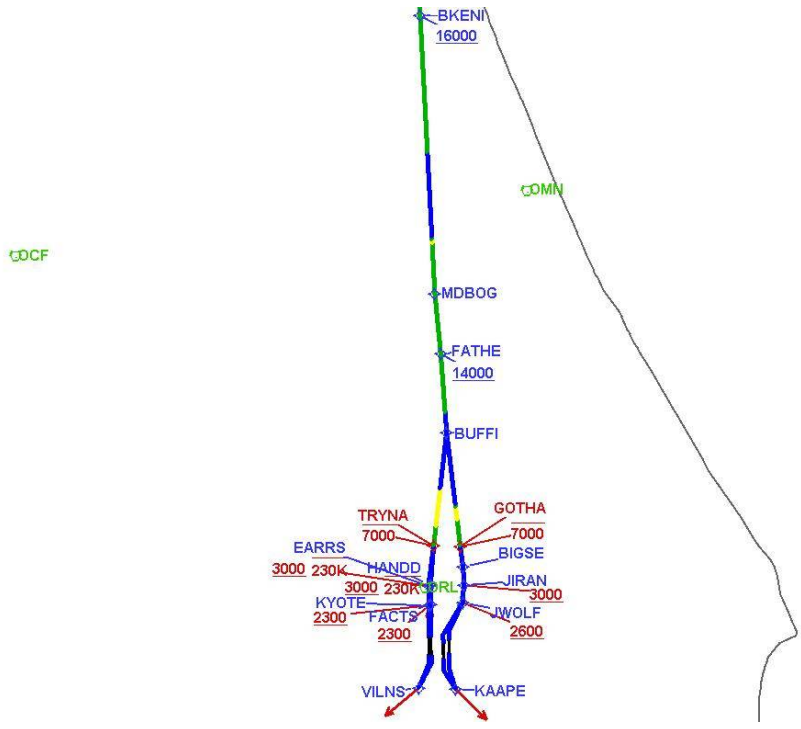 BKENI
16000
OMN
OCF
MDBOG
FATHE
14000
BUFFI
TRYNA
7000
GOTHA
7000
EARRS
3000 230K
HANDD
3000 230K
ORL
BIGSE
JIRAN
3000
KYOTE
2300
FACTS
2300
JWOLF
2600
VILNS
KAAPE